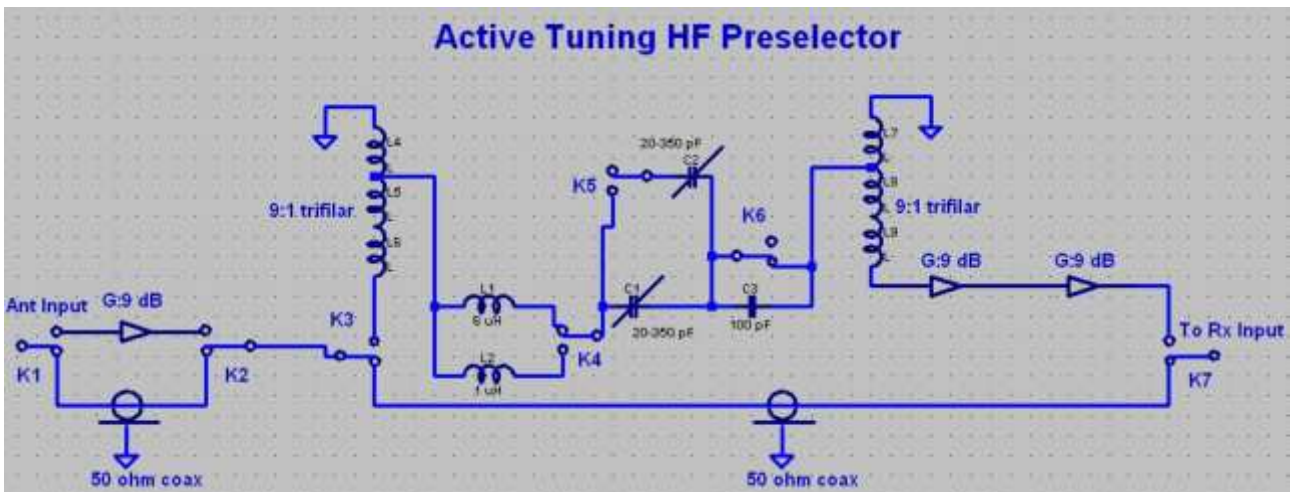 Active Tuning HF Preselector
L4
L
L5
L
L6
L
9:1 trifilar
Ant Input
G:9 dB
K1
K2
50 ohm coax
K3
L1
6 uH
L2
1 uH
K4
K5
20-350 pF
C2
C1
20-350 pF
K6
C3
100 pF
L7
L
L8
L
L9
L
9:1 trifilar
G:9 dB
G:9 dB
To Rx Input
K7
50 ohm coax